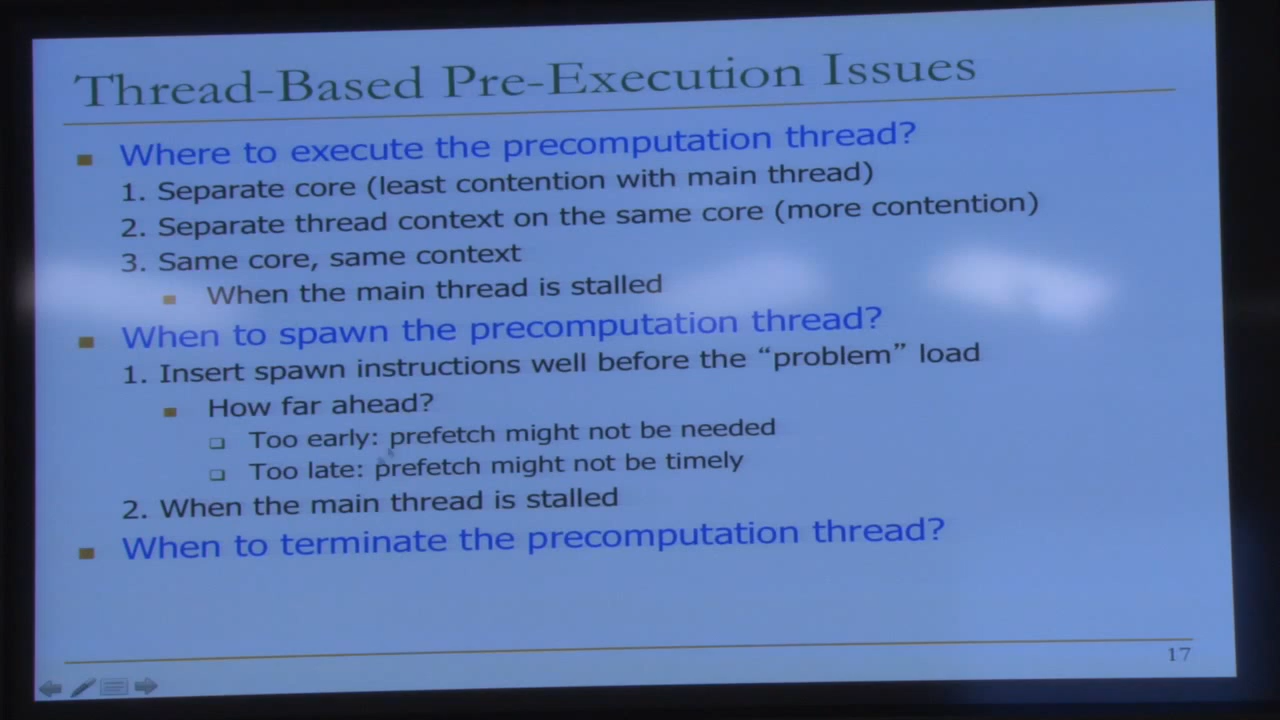 Thread-Based Pre-Execution Issues
Where to execute the precomputation thread?
1. Separate core (least contention with main thread)
2. Separate thread context on the same core (more contention)
3. Same core, same context
When the main thread is stalled
When to spawn the precomputation thread?
1. Insert spawn instructions well before the “problem” load
How far ahead?
Too early: prefetch might not be needed
Too late: prefetch might not be timely
2. When the main thread is stalled
When to terminate the precomputation thread?
17